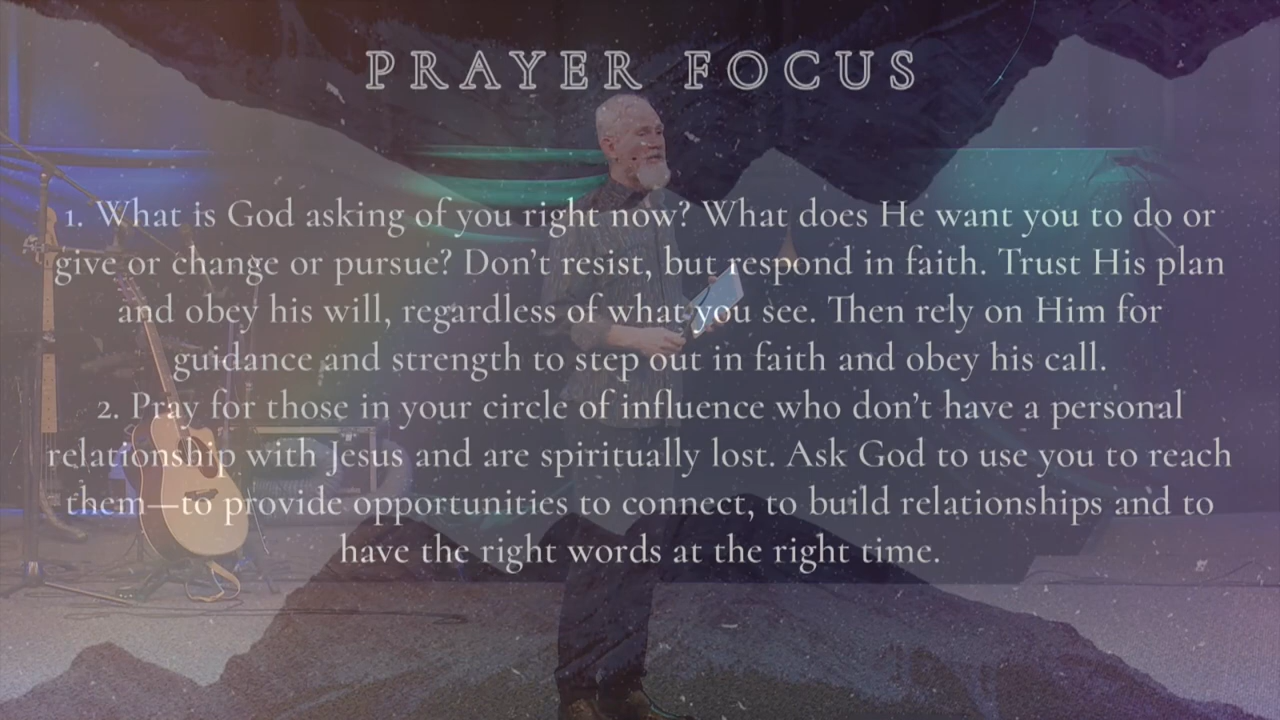 PRAYER FOCUS
1. What is God asking of you right now? What does He want you to do or
give or change or pursue? Don't resist, but respond in faith. Trust His plan
and obey his will, regardless of what you see. Then rely on Him for
guidance and strength to step out in faith and obey his call.
2. Pray for those in your circle of influence who don't have a personal
relationship with Jesus and are spiritually lost. Ask God to use you to reach
them—to provide opportunities to connect, to build relationships and to
have the right words at the right time.